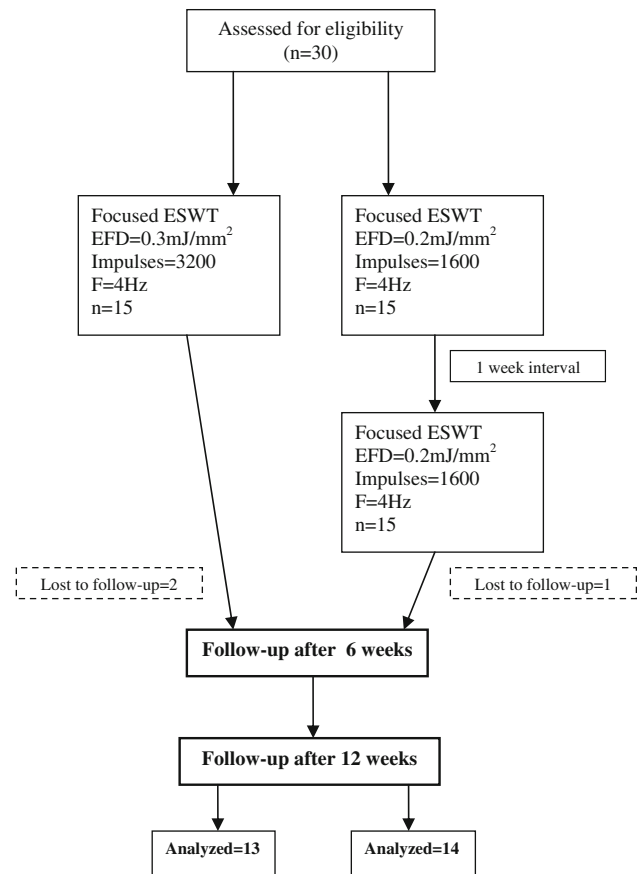 Assessed for eligibility
(n=30)
Focused ESWT
EFD=0.3mJ/mm²
Impulses=3200
F=4Hz
n=15
Focused ESWT
EFD=0.2mJ/mm²
Impulses=1600
F=4Hz
n=15
1 week interval
Focused ESWT
EFD=0.2mJ/mm²
Impulses=1600
F=4Hz
n=15
Lost to follow-up=2
Lost to follow-up=1
Follow-up after 6 weeks
Follow-up after 12 weeks
Analyzed=13
Analyzed=14